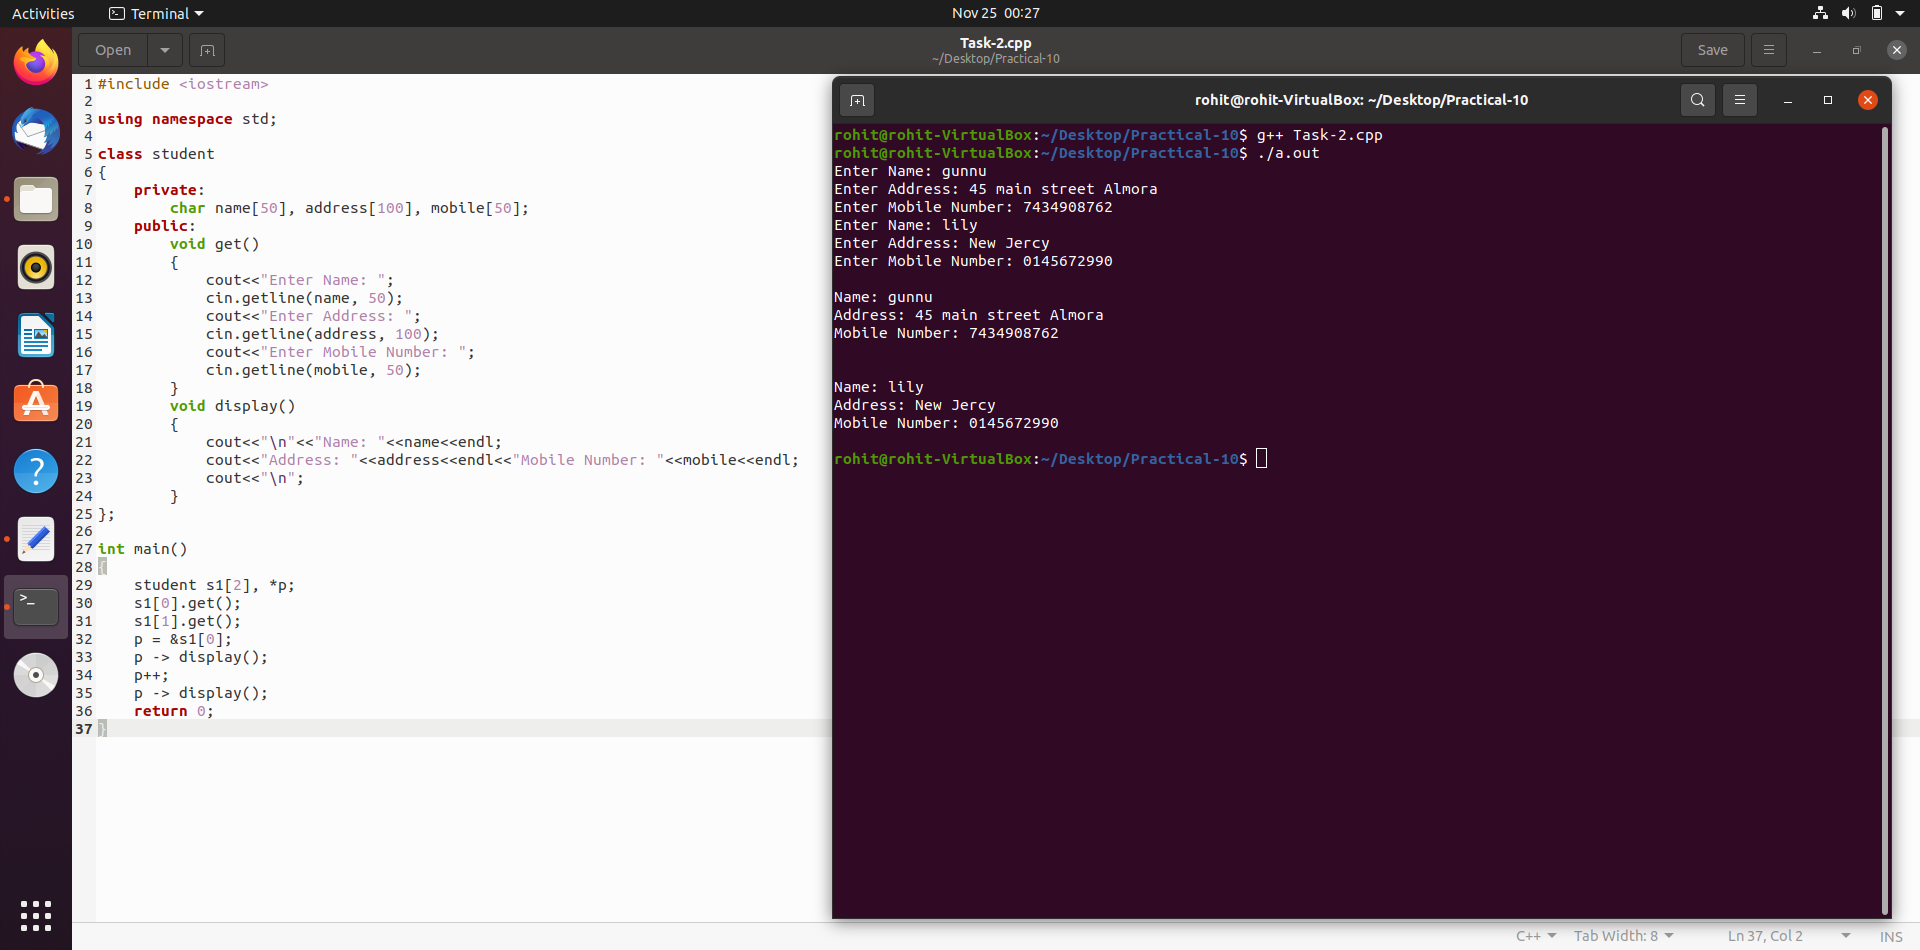 Activities Terminal Nov 25 00:27
Open Task-2.cpp Save
~/Desktop/Practical-10
1 #include <iostream>
2
3 using namespace std;
4
5 class student
6 {
7     private:
8         char name[50], address[100], mobile[50];
9     public:
10         void get()
11         {
12             cout<<"Enter Name: ";
13             cin.getline(name, 50);
14             cout<<"Enter Address: ";
15             cin.getline(address, 100);
16             cout<<"Enter Mobile Number: ";
17             cin.getline(mobile, 50);
18         }
19         void display()
20         {
21             cout<<"\n"<<"Name: "<<name<<endl;
22             cout<<"Address: "<<address<<endl<<"Mobile Number: "<<mobile<<endl;
23             cout<<"\n";
24         }
25 };
26
27 int main()
28 {
29     student s1[2], *p;
30     s1[0].get();
31     s1[1].get();
32     p = &s1[0];
33     p -> display();
34     p++;
35     p -> display();
36     return 0;
37 }
rohit@rohit-VirtualBox: ~/Desktop/Practical-10
rohit@rohit-VirtualBox:~/Desktop/Practical-10$ g++ Task-2.cpp
rohit@rohit-VirtualBox:~/Desktop/Practical-10$ ./a.out
Enter Name: gunnu
Enter Address: 45 main street Almora
Enter Mobile Number: 7434908762
Enter Name: lily
Enter Address: New Jercy
Enter Mobile Number: 0145672990
Name: gunnu
Address: 45 main street Almora
Mobile Number: 7434908762
Name: lily
Address: New Jercy
Mobile Number: 0145672990
rohit@rohit-VirtualBox:~/Desktop/Practical-10$
C++ Tab Width: 8 Ln 37, Col 2 INS